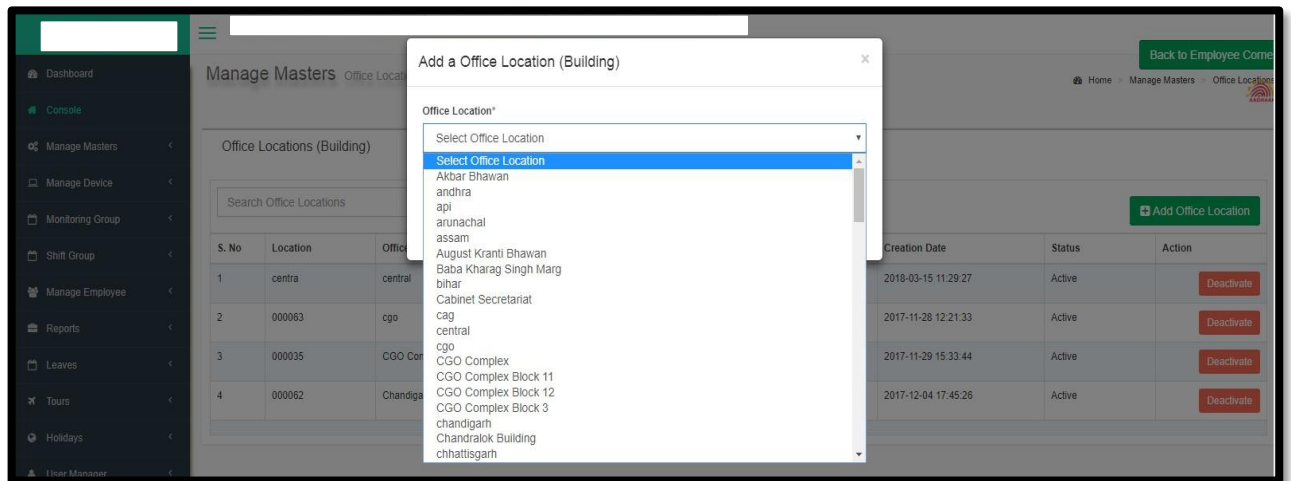 Dashboard
Console
Manage Masters
Manage Device
Monitoring Group
Shift Group
Manage Employee
Reports
Leaves
Tours
Holidays
User Manager
Manage Masters Office Locati
Back to Employee Corne
Home Manage Masters Office Locations
AADHAAR
Office Locations (Building)
Search Office Locations
Add Office Location
S. No Location Office Creation Date Status Action
1 centra central 2018-03-15 11:29:27 Active Deactivate
2 000063 cgo 2017-11-28 12:21:33 Active Deactivate
3 000035 CGO Con 2017-11-29 15:33:44 Active Deactivate
4 000062 Chandiga 2017-12-04 17:45:26 Active Deactivate
Add a Office Location (Building) ×
Office Location*
Select Office Location
Select Office Location
Akbar Bhawan
andhra
api
arunachal
assam
August Kranti Bhawan
Baba Kharag Singh Marg
bihar
Cabinet Secretariat
cag
central
cgo
CGO Complex
CGO Complex Block 11
CGO Complex Block 12
CGO Complex Block 3
chandigarh
Chandralok Building
chhattisgarh